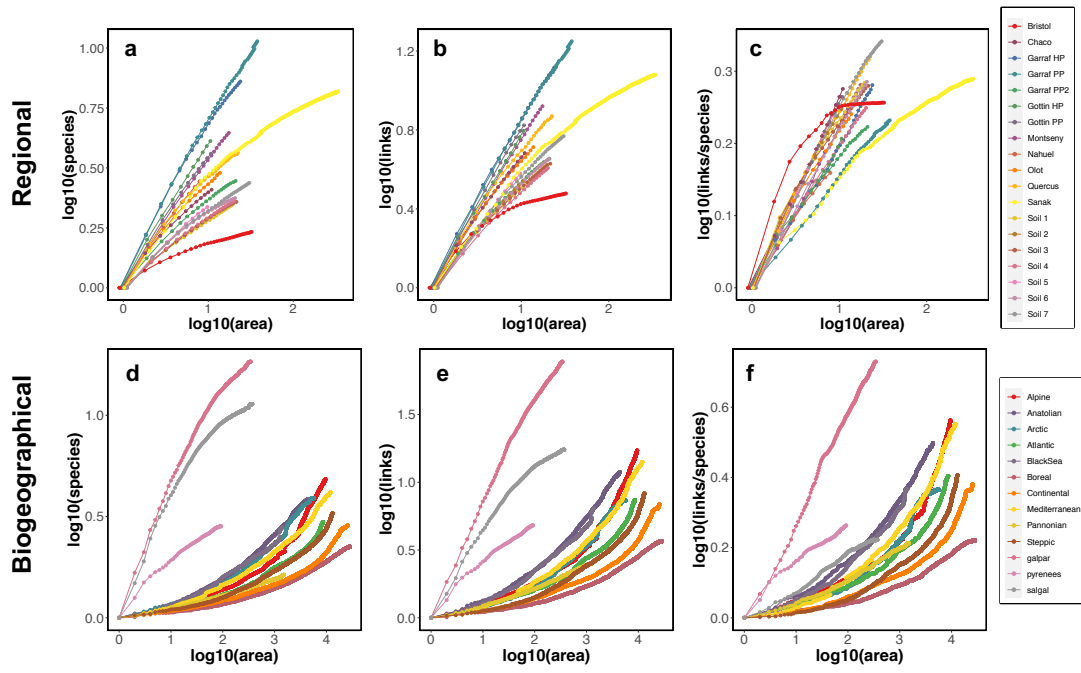 Regional
a
log10(species)
1.00
0.75
0.50
0.25
0.00
0
1
2
log10(area)
b
log10(links)
1.2
0.8
0.4
0.0
0
1
2
log10(area)
c
log10(links/species)
0.3
0.2
0.1
0.0
0
1
2
log10(area)
Bristol
Chaco
Garraf HP
Garraf PP
Garraf PP2
Gottin HP
Gottin PP
Montseny
Nahuel
Olot
Quercus
Sanak
Soil 1
Soil 2
Soil 3
Soil 4
Soil 5
Soil 6
Soil 7
Biogeographical
d
log10(species)
1.0
0.5
0.0
0
1
2
3
4
log10(area)
e
log10(links)
1.5
1.0
0.5
0.0
0
1
2
3
4
log10(area)
f
log10(links/species)
0.6
0.4
0.2
0.0
0
1
2
3
4
log10(area)
Alpine
Anatolian
Arctic
Atlantic
BlackSea
Boreal
Continental
Mediterranean
Pannonian
Steppic
galpar
pyrenees
salgal